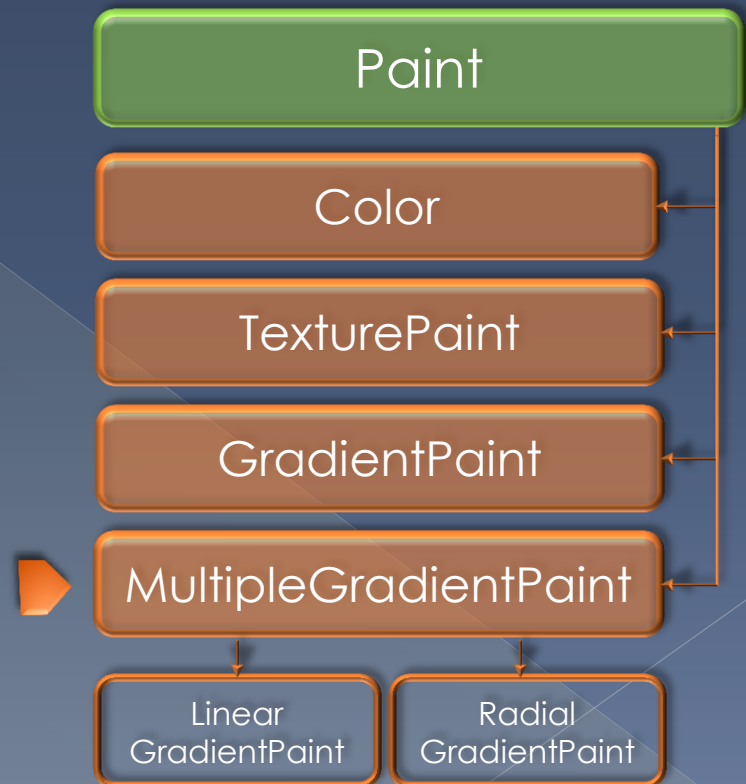 Paint
Color
TexturePaint
GradientPaint
MultipleGradientPaint
Linear
GradientPaint
Radial
GradientPaint